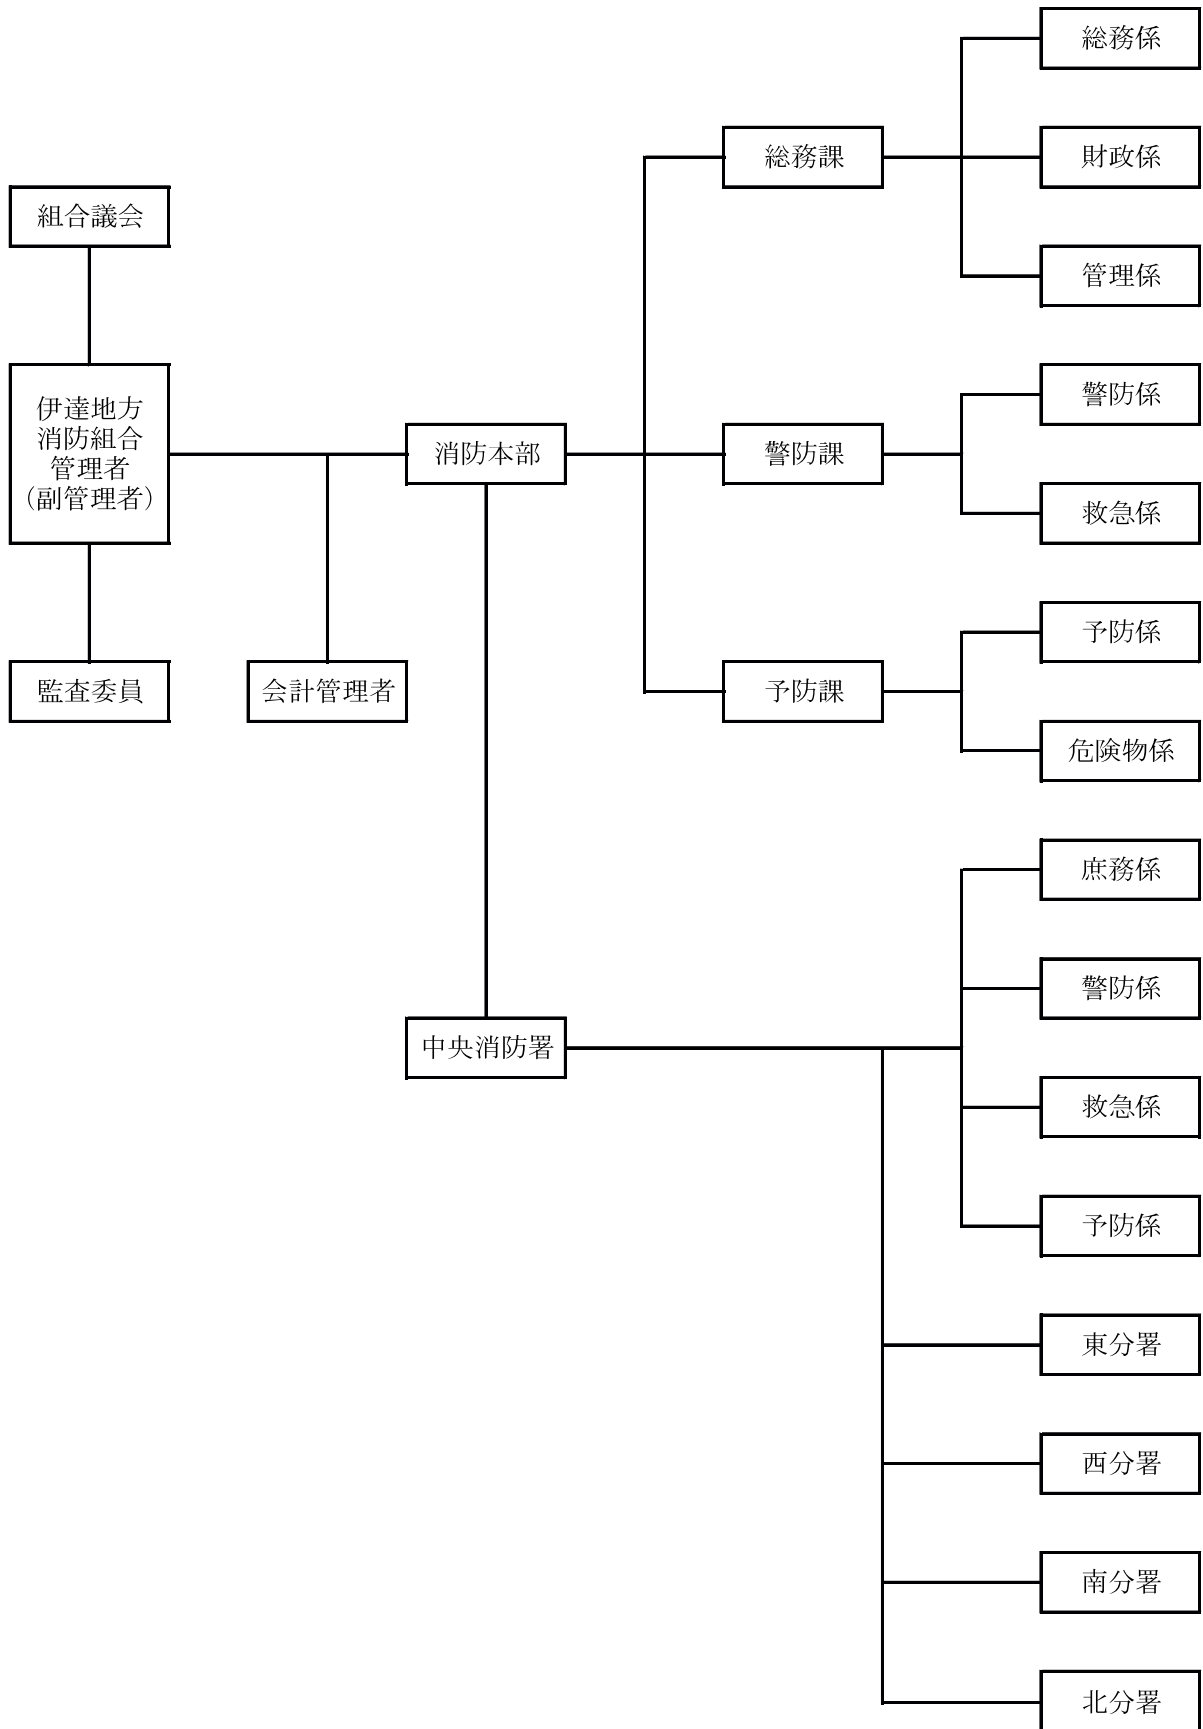 総務係
総務課
財政係
組合議会
管理係
伊達地方
消防組合
管理者
（副管理者）
警防係
消防本部
警防課
救急係
予防係
監査委員
会計管理者
予防課
危険物係
庶務係
警防係
中央消防署
救急係
予防係
東分署
西分署
南分署
北分署